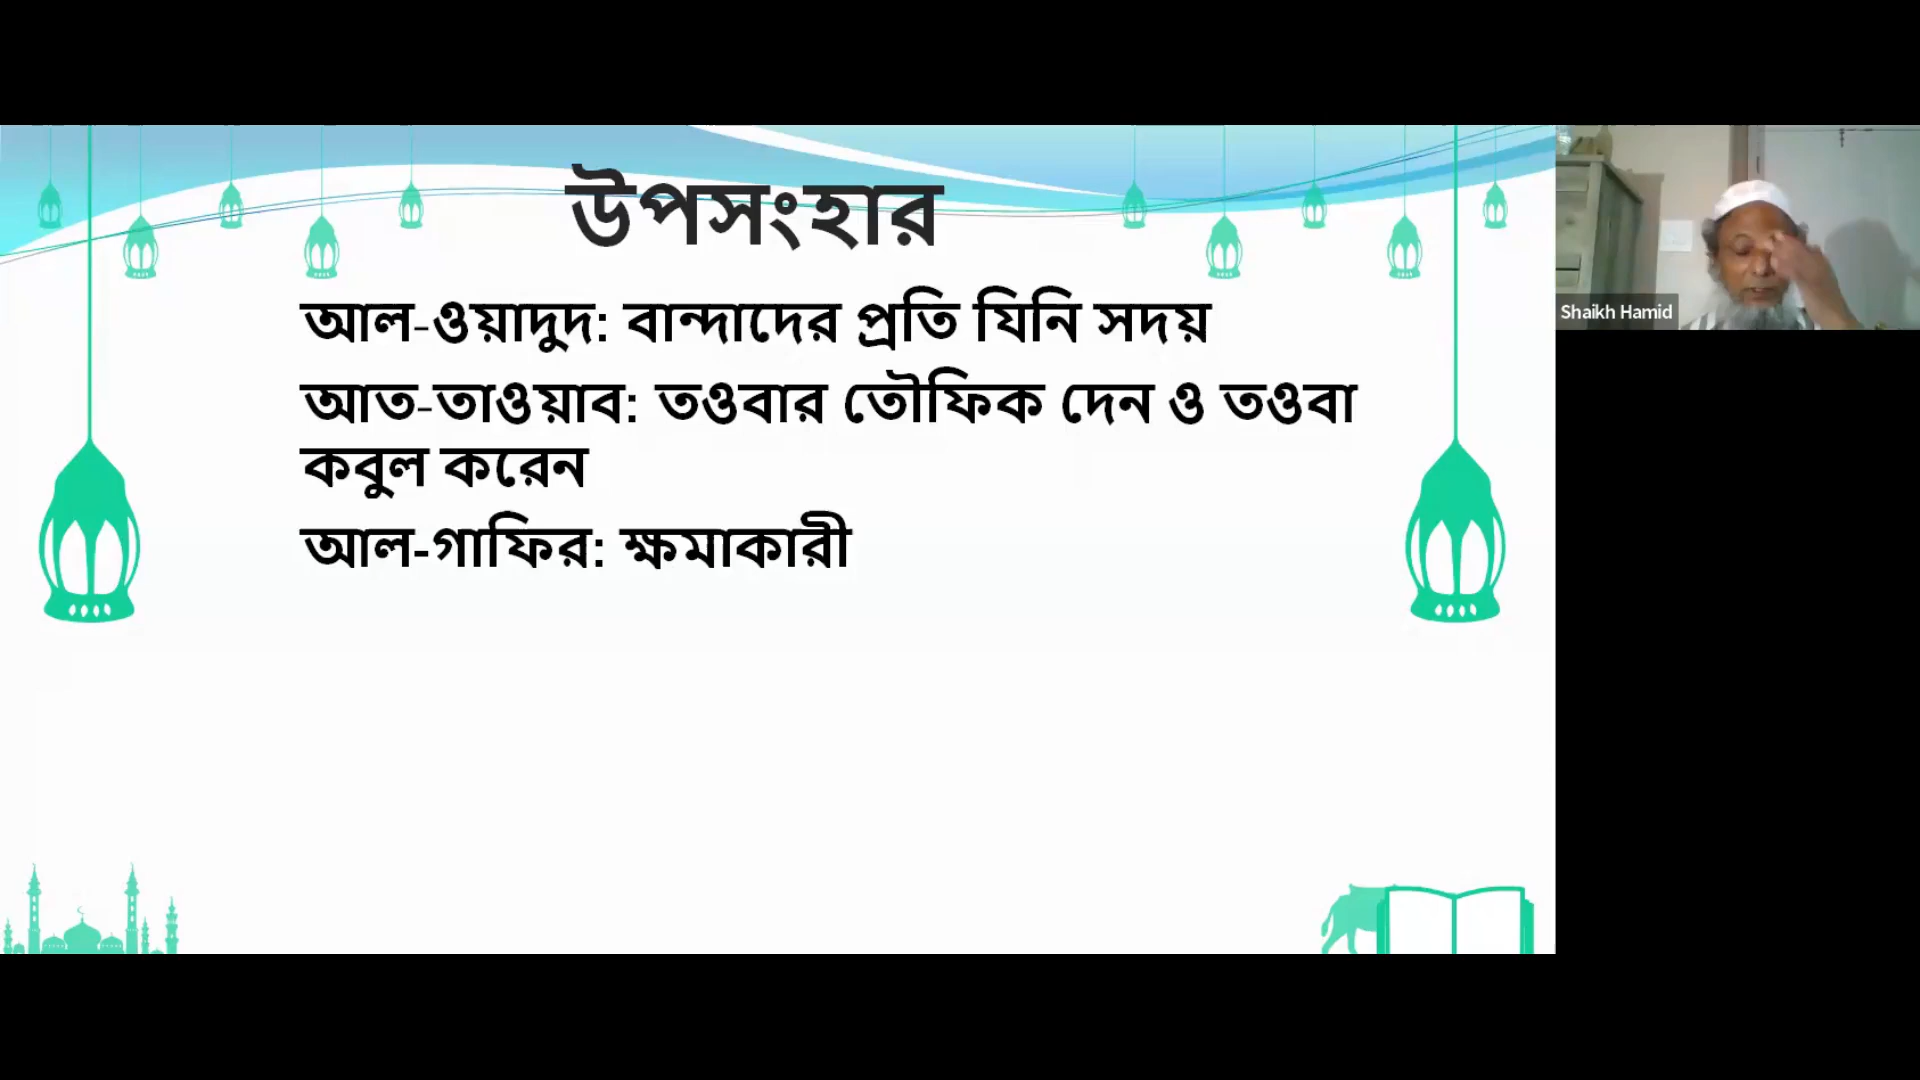 উপসংহার
আল-ওয়াদুদ: বান্দাদের প্রতি যিনি সদয়
আত-তাওয়াব: তওবার তৌফিক দেন ও তওবা
কবুল করেন
আল-গাফির: ক্ষমাকারী
Shaikh Hamid